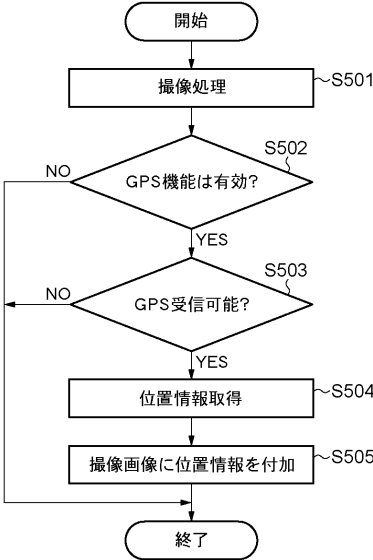 開始
撮像処理
S501
S502
NO
GPS機能は有効?
YES
S503
NO
GPS受信可能?
YES
位置情報取得
S504
撮像画像に位置情報を付加
S505
終了